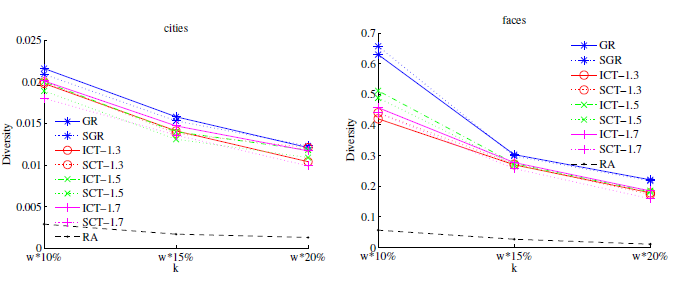 cities
0.025
0.02
0.015
0.01
0.005
0
Diversity
GR
SGR
ICT–1.3
SCT–1.3
ICT–1.5
SCT–1.5
ICT–1.7
SCT–1.7
RA
w*10%
w*15%
w*20%
k
faces
0.7
0.6
0.5
0.4
0.3
0.2
0.1
0
Diversity
GR
SGR
ICT–1.3
SCT–1.3
ICT–1.5
SCT–1.5
ICT–1.7
SCT–1.7
RA
w*10%
w*15%
w*20%
k